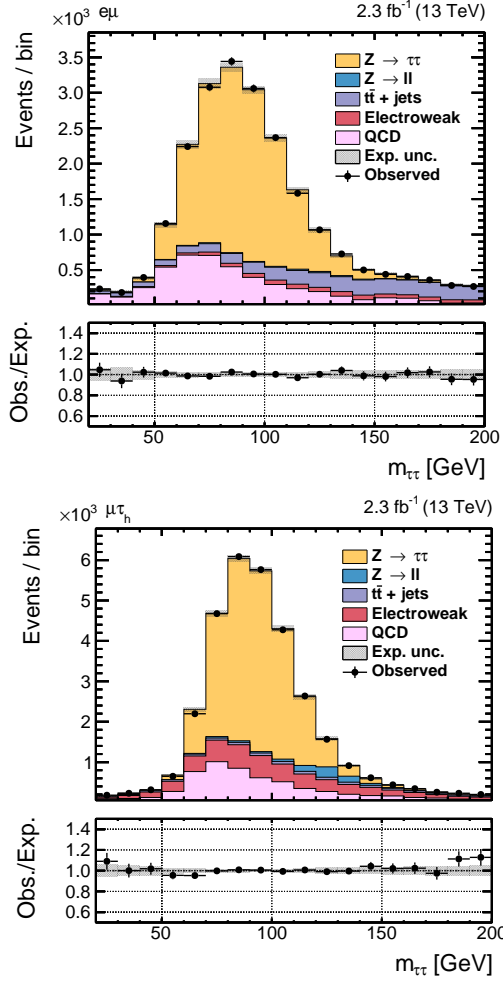 ×10³ eμ 2.3 fb⁻¹ (13 TeV)
Events / bin
3.5
3.0
2.5
2.0
1.5
1.0
0.5
Z → ττ
Z → ll
tt̄ + jets
Electroweak
QCD
Exp. unc.
Observed
Obs./Exp.
1.4
1.2
1.0
0.8
0.6
50 100 150 200
m_ττ [GeV]
×10³ μτ_h 2.3 fb⁻¹ (13 TeV)
Events / bin
6
5
4
3
2
1
Z → ττ
Z → ll
tt̄ + jets
Electroweak
QCD
Exp. unc.
Observed
Obs./Exp.
1.4
1.2
1.0
0.8
0.6
50 100 150 200
m_ττ [GeV]